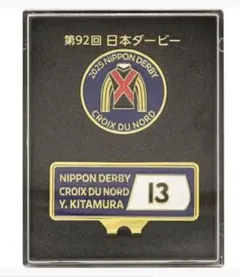 第92回 日本ダービー
2025 NIPPON DERBY
CROIX DU NORD
NIPPON DERBY
CROIX DU NORD
Y. KITAMURA
13